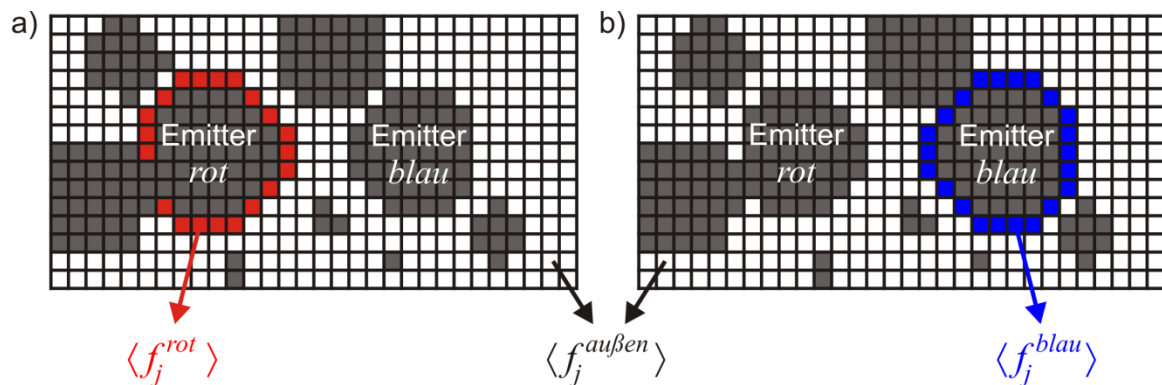 a)
Emitter
rot
Emitter
blau
b)
Emitter
rot
Emitter
blau
⟨f_j^{rot}⟩
⟨f_j^{außen}⟩
⟨f_j^{blau}⟩